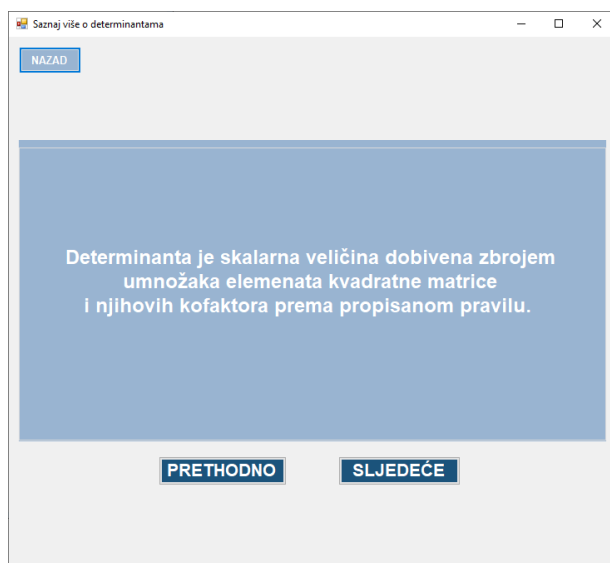 Saznaj više o determinantama
NAZAD
Determinanta je skalarna veličina dobivena zbrojem
umnožaka elemenata kvadratne matrice
i njihovih kofaktora prema propisanom pravilu.
PRETHODNO
SLJEDEĆE